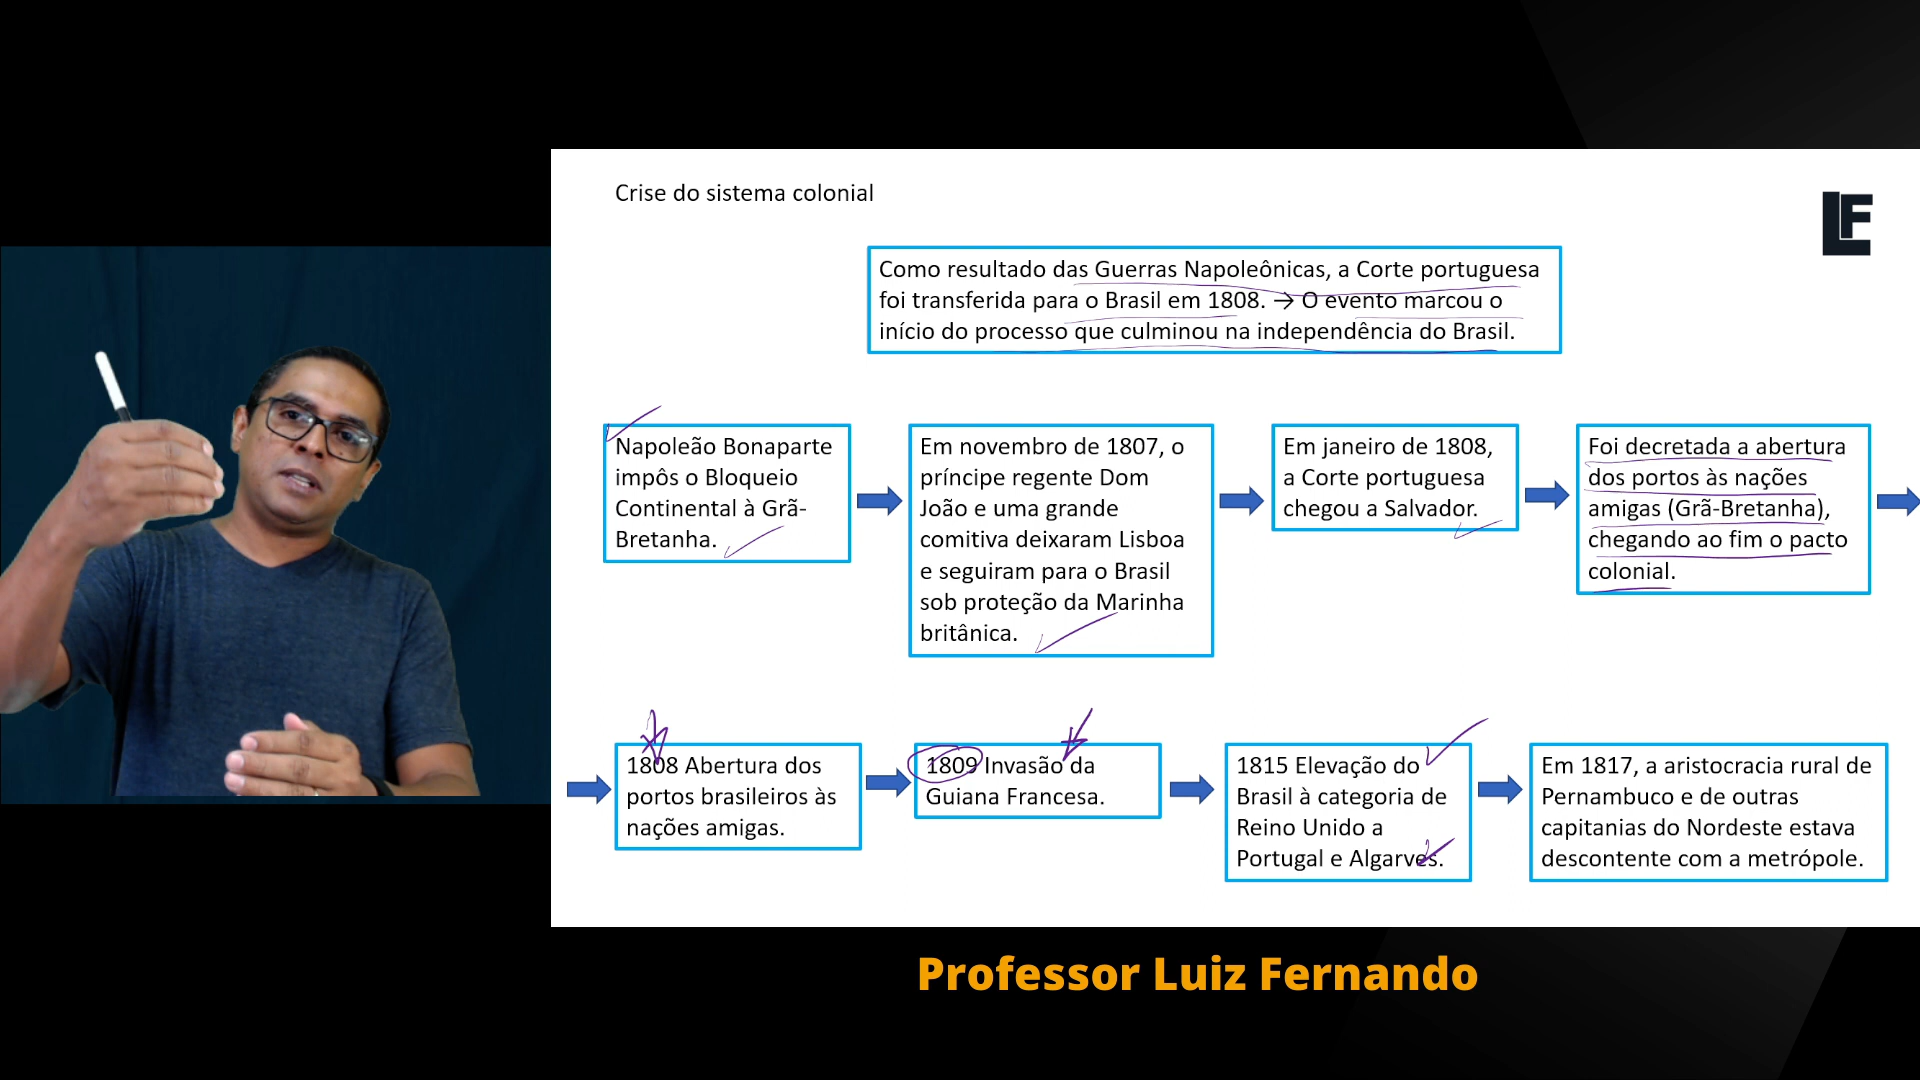 Crise do sistema colonial
LF
Como resultado das Guerras Napoleônicas, a Corte portuguesa
foi transferida para o Brasil em 1808. → O evento marcou o
início do processo que culminou na independência do Brasil.
Napoleão Bonaparte
impôs o Bloqueio
Continental à Grã-
Bretanha.
Em novembro de 1807, o
príncipe regente Dom
João e uma grande
comitiva deixaram Lisboa
e seguiram para o Brasil
sob proteção da Marinha
britânica.
Em janeiro de 1808,
a Corte portuguesa
chegou a Salvador.
Foi decretada a abertura
dos portos às nações
amigas (Grã-Bretanha),
chegando ao fim o pacto
colonial.
1808 Abertura dos
portos brasileiros às
nações amigas.
1809 Invasão da
Guiana Francesa.
1815 Elevação do
Brasil à categoria de
Reino Unido a
Portugal e Algarves.
Em 1817, a aristocracia rural de
Pernambuco e de outras
capitanias do Nordeste estava
descontente com a metrópole.
Professor Luiz Fernando